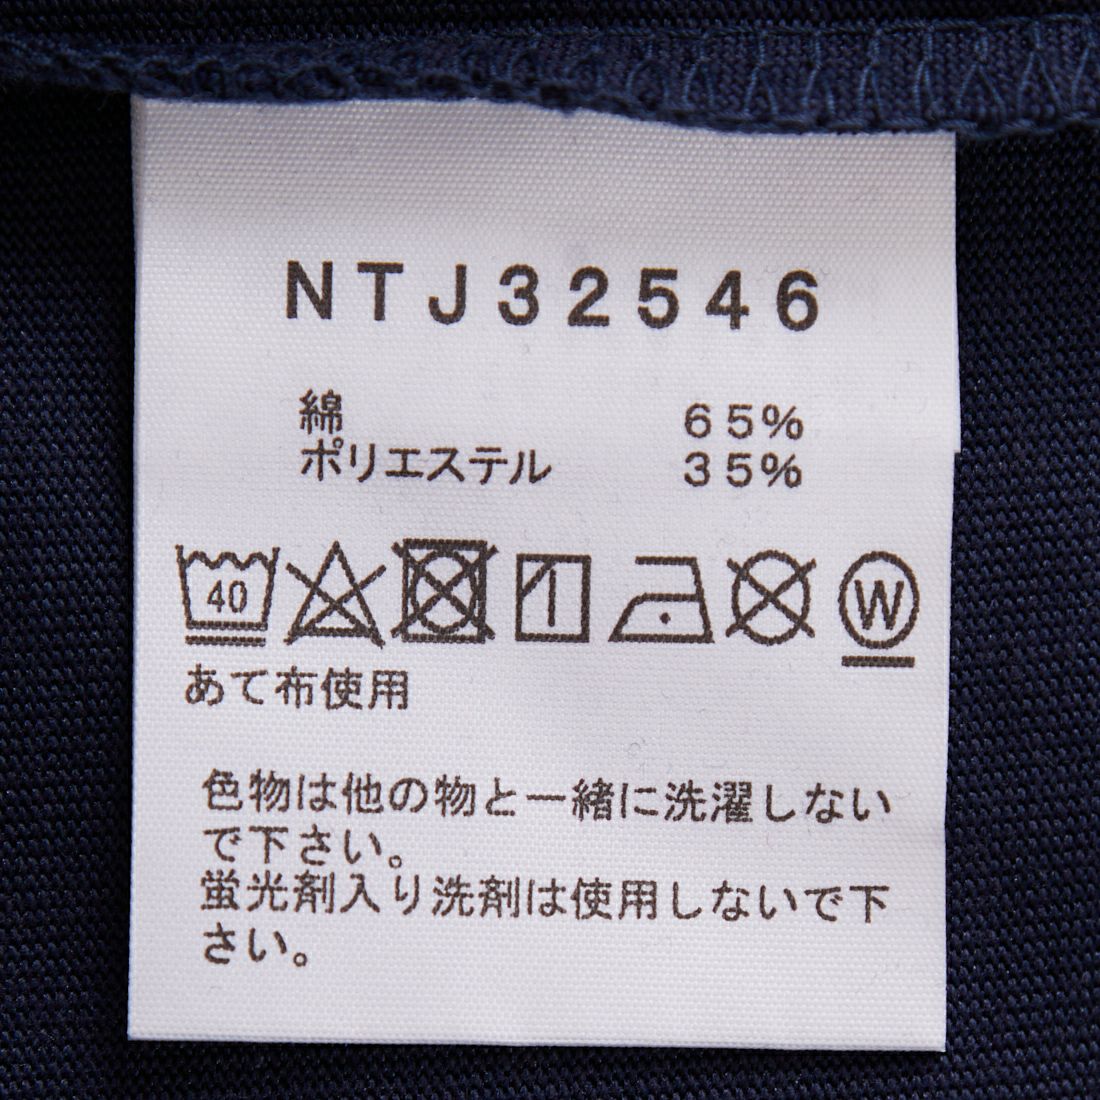 NTJ32546
綿 65%
ポリエステル 35%
40 W
あて布使用
色物は他の物と一緒に洗濯しない
で下さい。
蛍光剤入り洗剤は使用しないで下
さい。